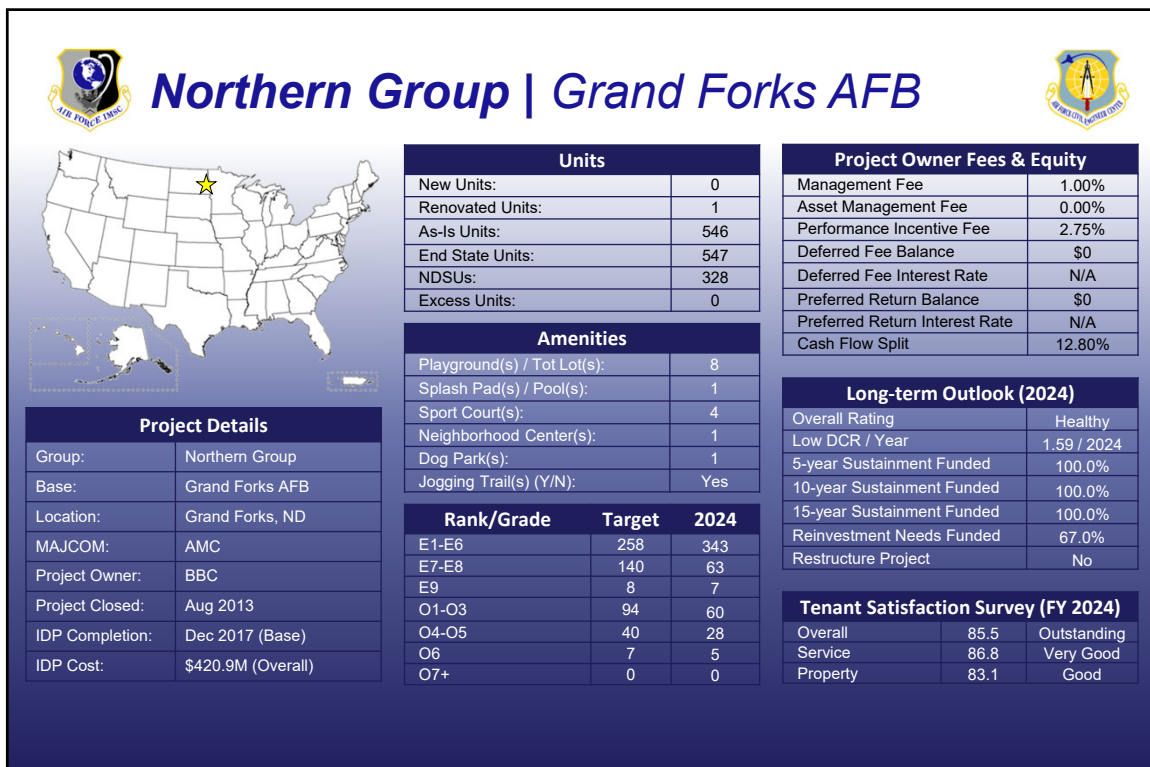 Northern Group | Grand Forks AFB
AIR FORCE IMSC
AIR FORCE CIVIL ENGINEER CENTER
Project Details
Group: Northern Group
Base: Grand Forks AFB
Location: Grand Forks, ND
MAJCOM: AMC
Project Owner: BBC
Project Closed: Aug 2013
IDP Completion: Dec 2017 (Base)
IDP Cost: $420.9M (Overall)
Units
New Units: 0
Renovated Units: 1
As-Is Units: 546
End State Units: 547
NDSUs: 328
Excess Units: 0
Amenities
Playground(s) / Tot Lot(s): 8
Splash Pad(s) / Pool(s): 1
Sport Court(s): 4
Neighborhood Center(s): 1
Dog Park(s): 1
Jogging Trail(s) (Y/N): Yes
Rank/Grade Target 2024
E1-E6 258 343
E7-E8 140 63
E9 8 7
O1-O3 94 60
O4-O5 40 28
O6 7 5
O7+ 0 0
Project Owner Fees & Equity
Management Fee 1.00%
Asset Management Fee 0.00%
Performance Incentive Fee 2.75%
Deferred Fee Balance $0
Deferred Fee Interest Rate N/A
Preferred Return Balance $0
Preferred Return Interest Rate N/A
Cash Flow Split 12.80%
Long-term Outlook (2024)
Overall Rating Healthy
Low DCR / Year 1.59 / 2024
5-year Sustainment Funded 100.0%
10-year Sustainment Funded 100.0%
15-year Sustainment Funded 100.0%
Reinvestment Needs Funded 67.0%
Restructure Project No
Tenant Satisfaction Survey (FY 2024)
Overall 85.5 Outstanding
Service 86.8 Very Good
Property 83.1 Good